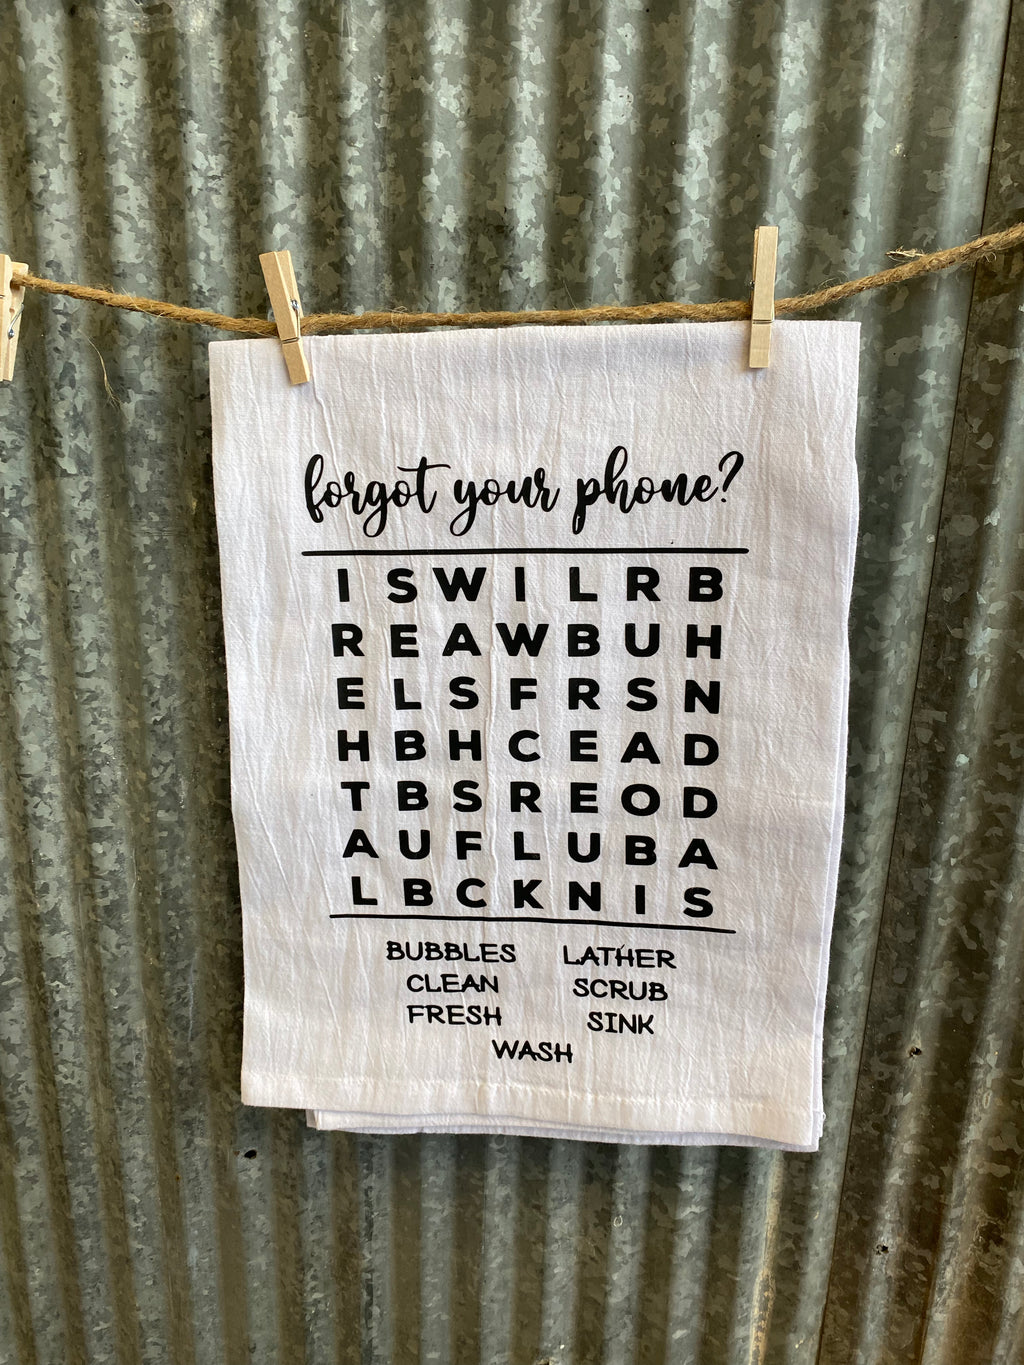 forgot your phone?
I S W I L R B
R E A W B U H
E L S F R S N
H B H C E A D
T B S R E O D
A U F L U B A
L B C K N I S
BUBBLES LATHER
CLEAN SCRUB
FRESH SINK
WASH